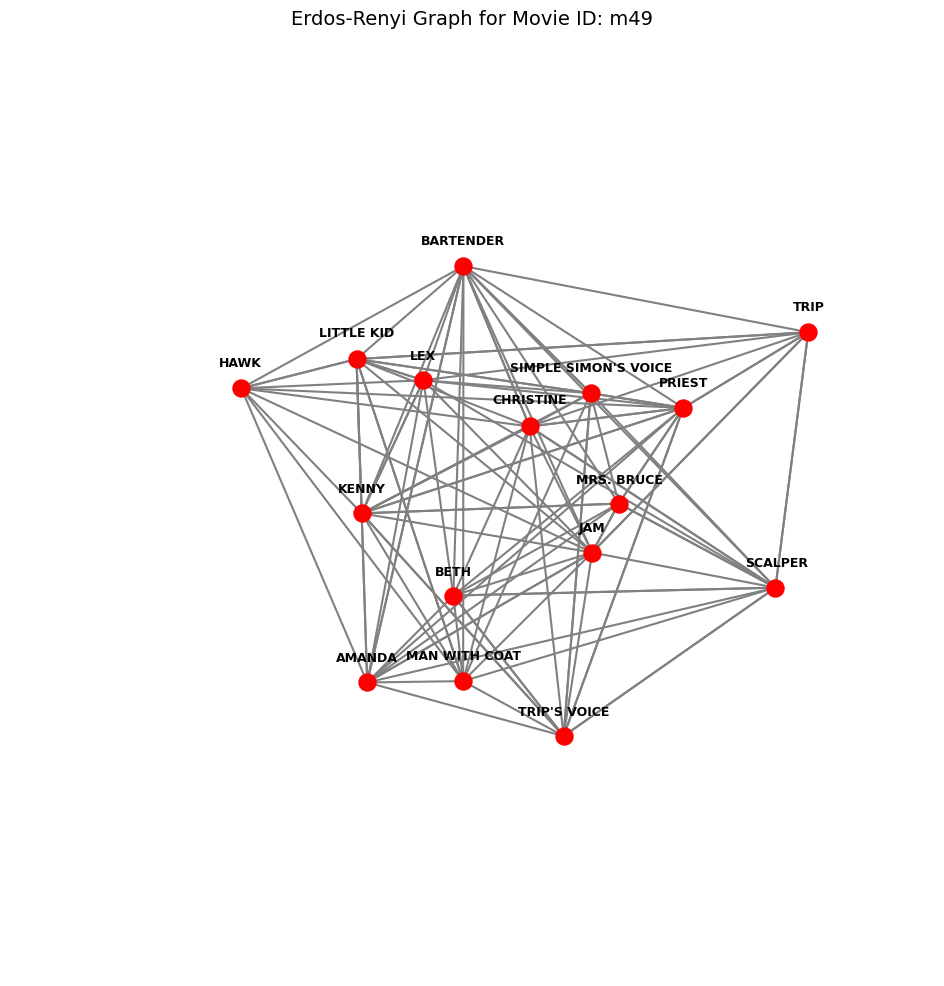 Erdos-Renyi Graph for Movie ID: m49
BARTENDER
TRIP
LITTLE KID
LEX
HAWK
SIMPLE SIMON'S VOICE
PRIEST
CHRISTINE
MRS. BRUCE
KENNY
JAM
SCALPER
BETH
AMANDA
MAN WITH COAT
TRIP'S VOICE